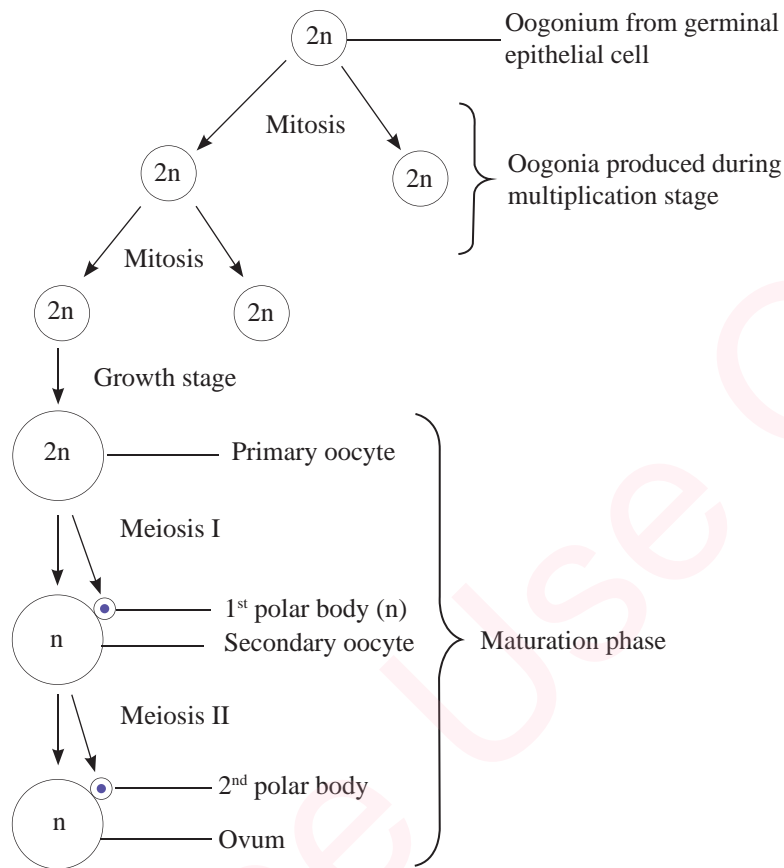 2n
Oogonium from germinal
epithelial cell
Mitosis
2n
2n
Oogonia produced during
multiplication stage
Mitosis
2n
2n
Growth stage
2n
Primary oocyte
Meiosis I
1st polar body (n)
n
Secondary oocyte
Maturation phase
Meiosis II
2nd polar body
n
Ovum
Use